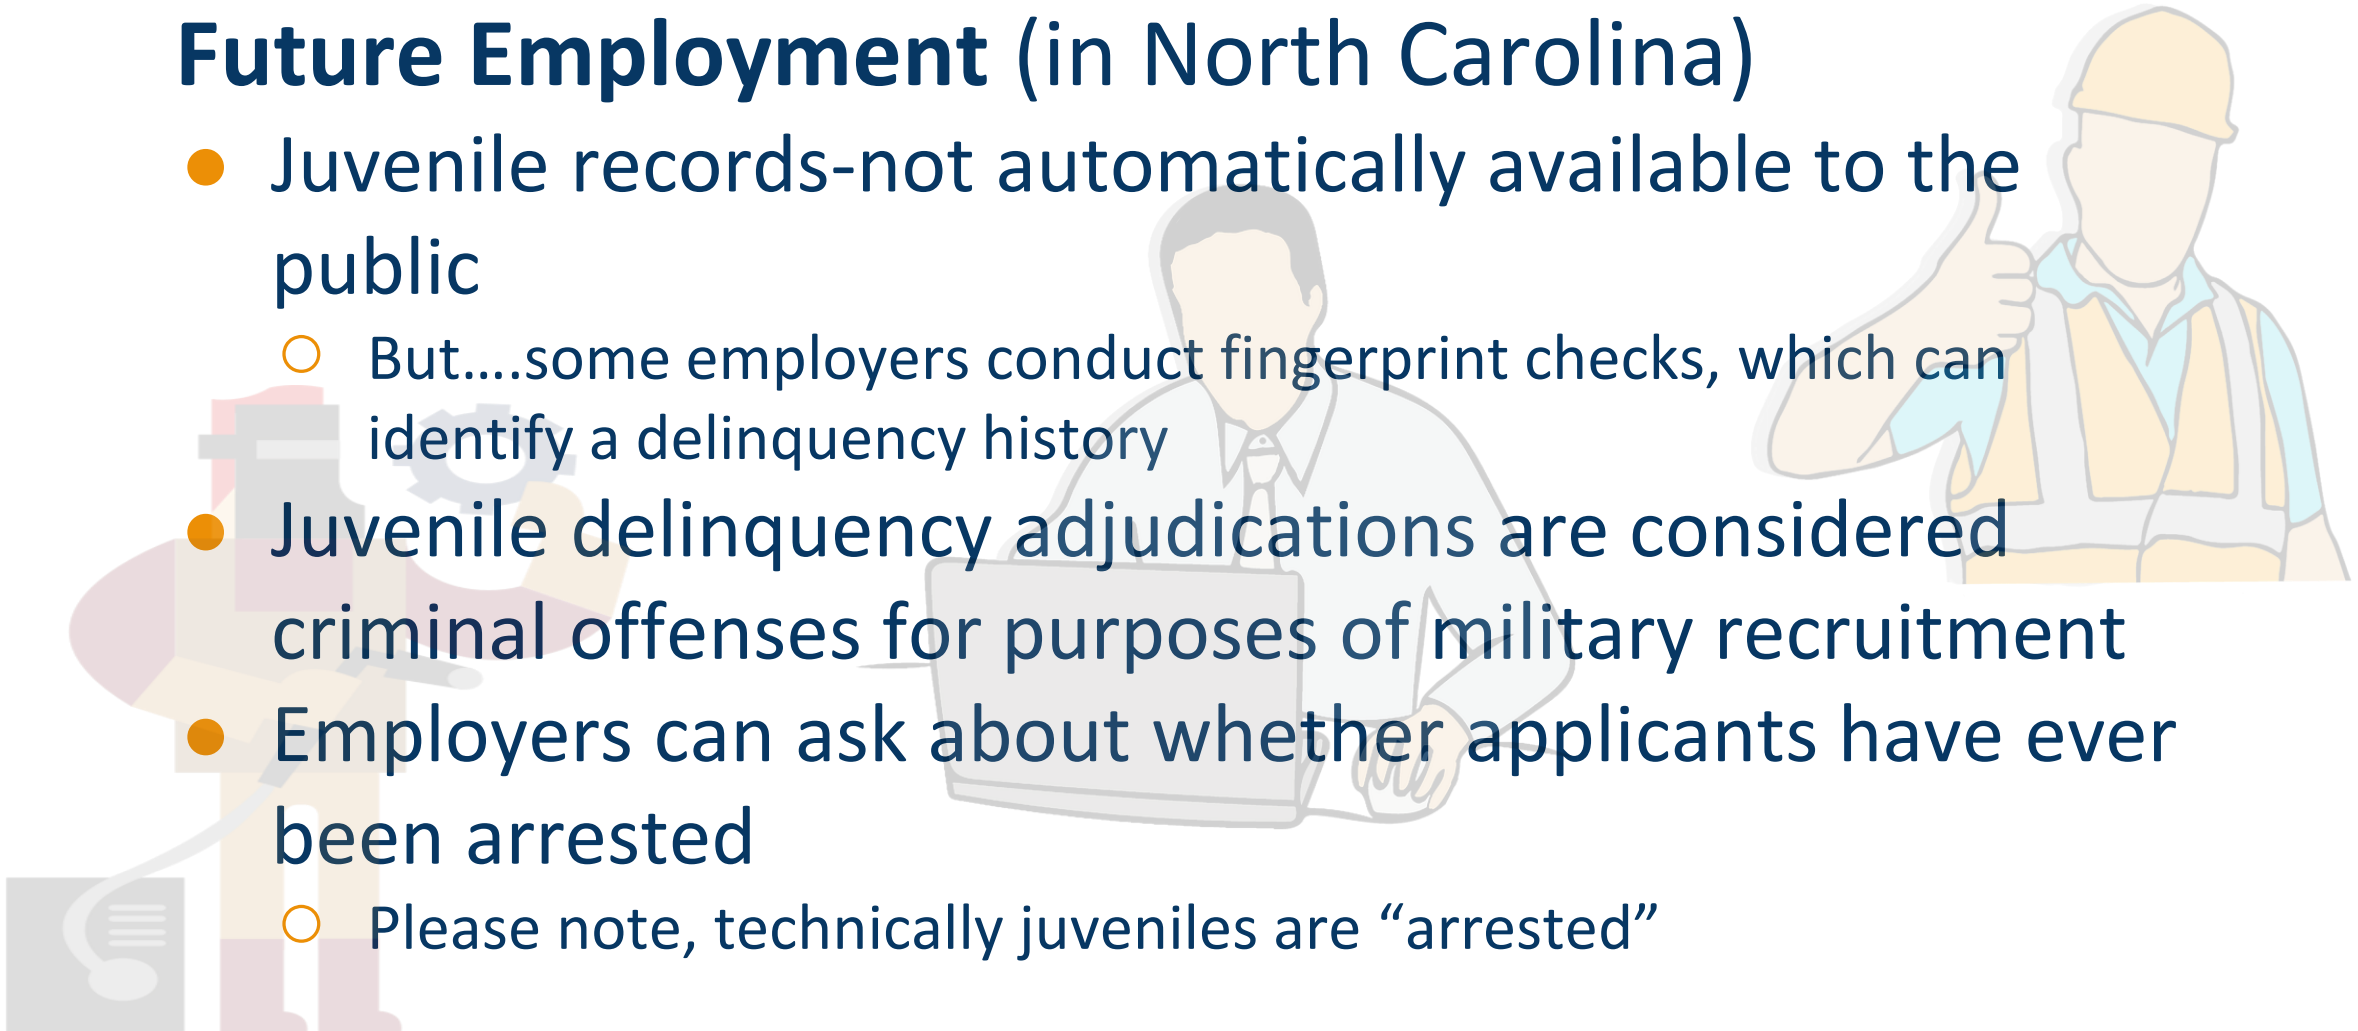 Future Employment (in North Carolina)
● Juvenile records-not automatically available to the
public
○ But....some employers conduct fingerprint checks, which can
identify a delinquency history
● Juvenile delinquency adjudications are considered
criminal offenses for purposes of military recruitment
● Employers can ask about whether applicants have ever
been arrested
○ Please note, technically juveniles are “arrested”